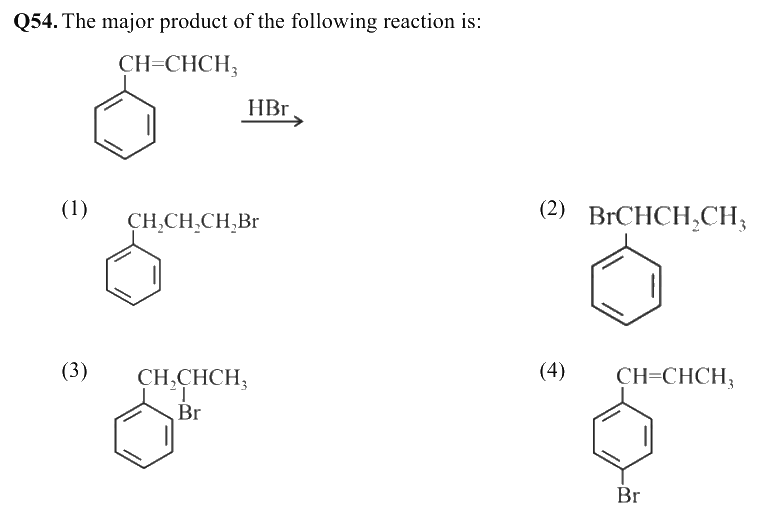 Q54. The major product of the following reaction is:
CH=CHCH₃
HBr
(1)
CH₂CH₂CH₂Br
(2)
BrCHCH₂CH₃
(3)
CH₂CHCH₃
Br
(4)
CH=CHCH₃
Br